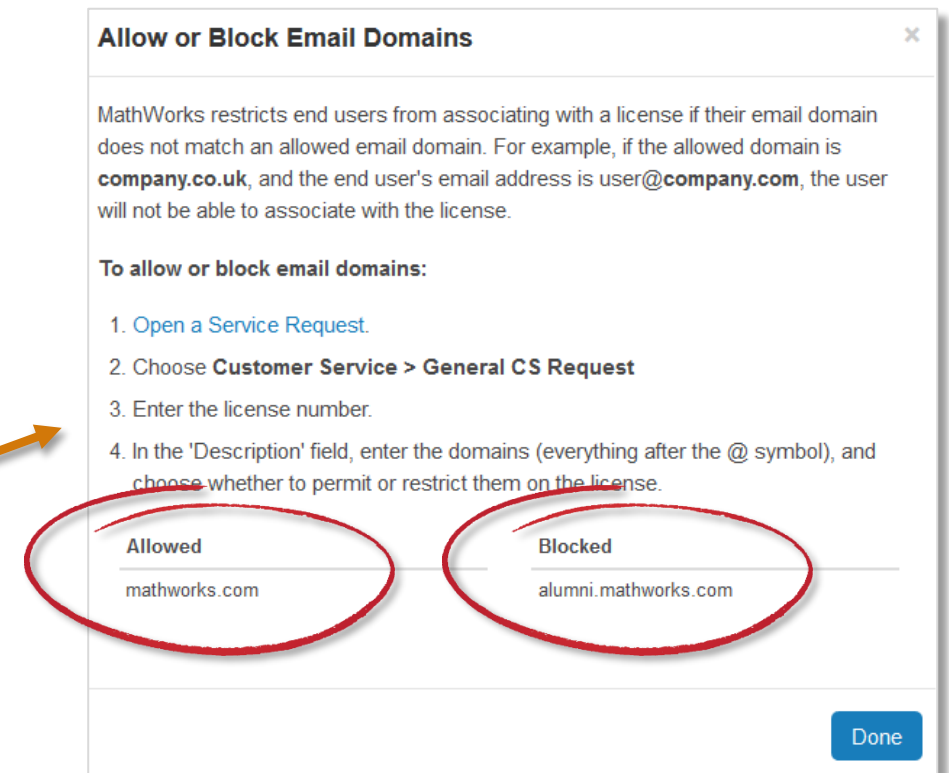 Allow or Block Email Domains ×
MathWorks restricts end users from associating with a license if their email domain
does not match an allowed email domain. For example, if the allowed domain is
company.co.uk, and the end user's email address is user@company.com, the user
will not be able to associate with the license.
To allow or block email domains:
1. Open a Service Request.
2. Choose Customer Service > General CS Request
3. Enter the license number.
4. In the 'Description' field, enter the domains (everything after the @ symbol), and
choose whether to permit or restrict them on the license.
Allowed Blocked
mathworks.com alumni.mathworks.com
Done